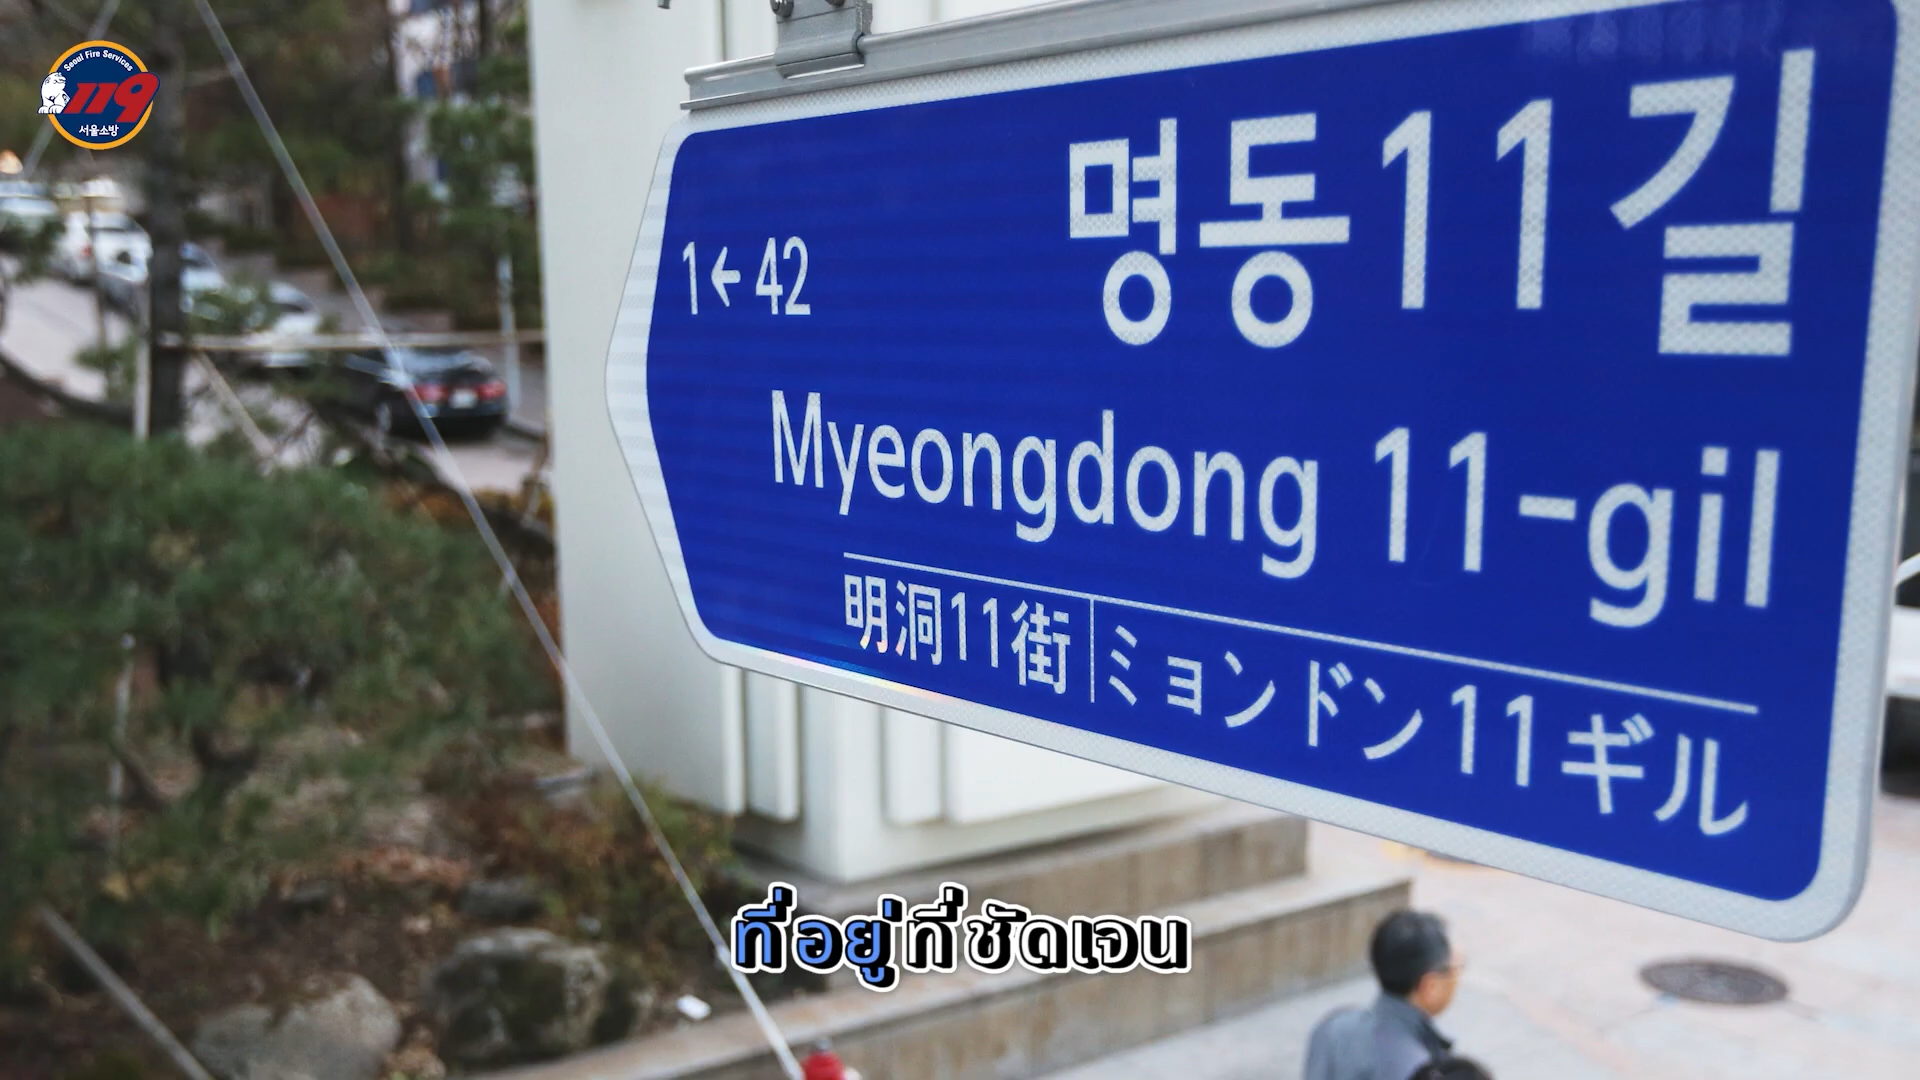 Seoul Fire Services
119
서울소방
명동11길
1←42
Myeongdong 11-gil
明洞11街 ミョンドン11ギル
ที่อยู่ที่ชัดเจน